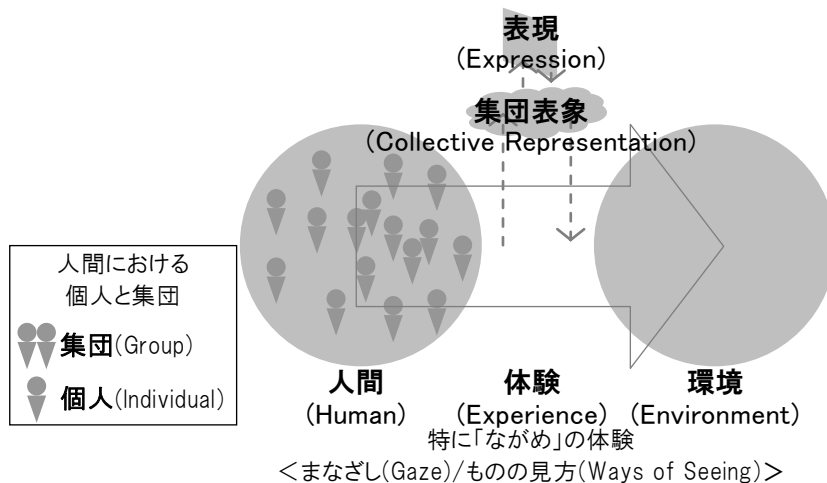 表現
(Expression)
集団表象
(Collective Representation)
人間における
個人と集団
集団(Group)
個人(Individual)
人間
(Human)
体験
(Experience)
環境
(Environment)
特に「ながめ」の体験
＜まなざし(Gaze)/ものの見方(Ways of Seeing)＞